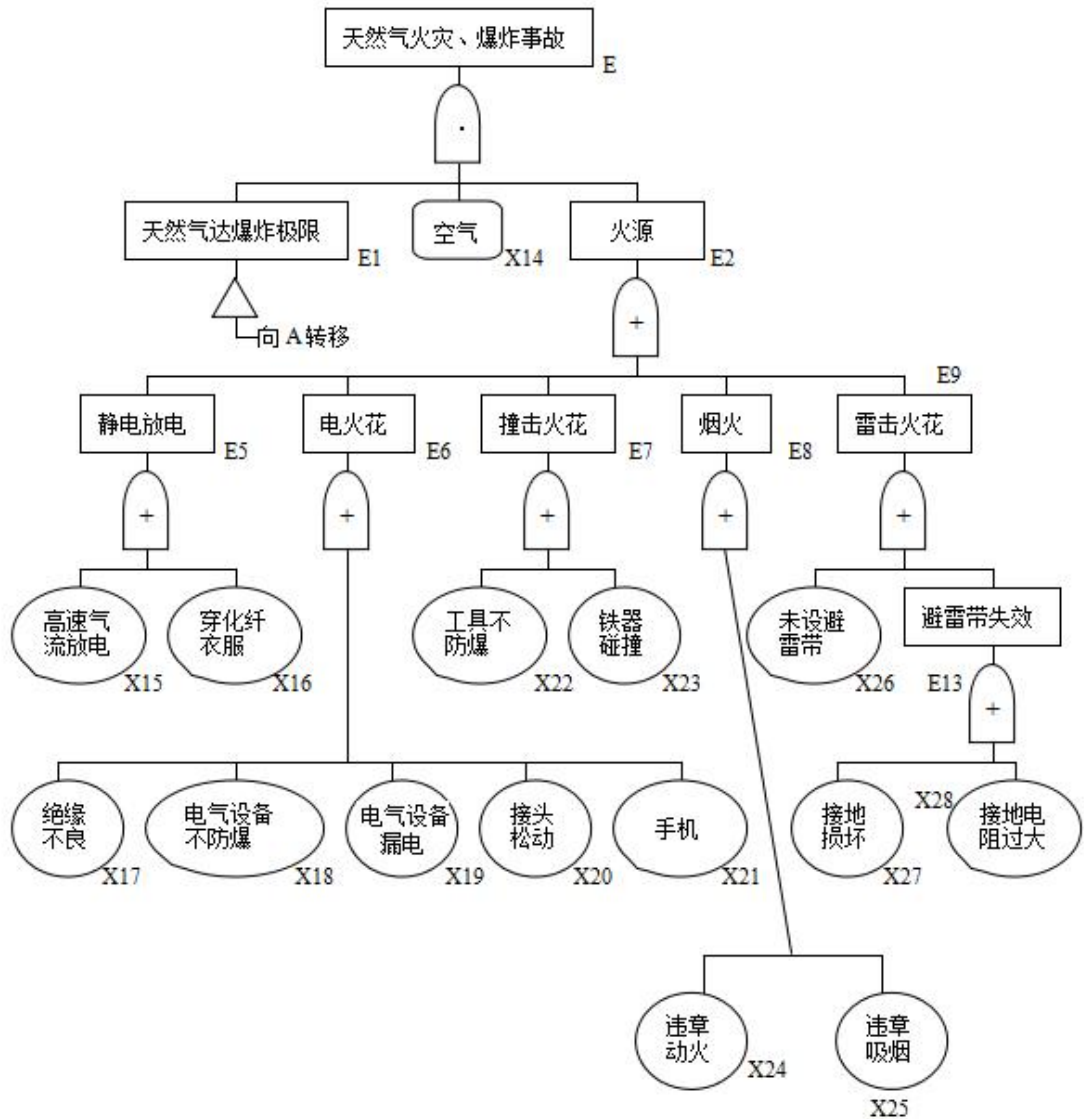 天然气火灾、爆炸事故
E
·
天然气达爆炸极限
E1
空气
X14
火源
E2
向 A 转移
+
E9
静电放电
E5
电火花
E6
撞击火花
E7
烟火
E8
雷击火花
+
+
+
+
+
高速气
流放电
X15
穿化纤
衣服
X16
工具不
防爆
X22
铁器
碰撞
X23
未设避
雷带
X26
避雷带失效
E13
+
绝缘
不良
X17
电气设备
不防爆
X18
电气设备
漏电
X19
接头
松动
X20
手机
X21
接地
损坏
X27
X28
接地电
阻过大
违章
动火
X24
违章
吸烟
X25